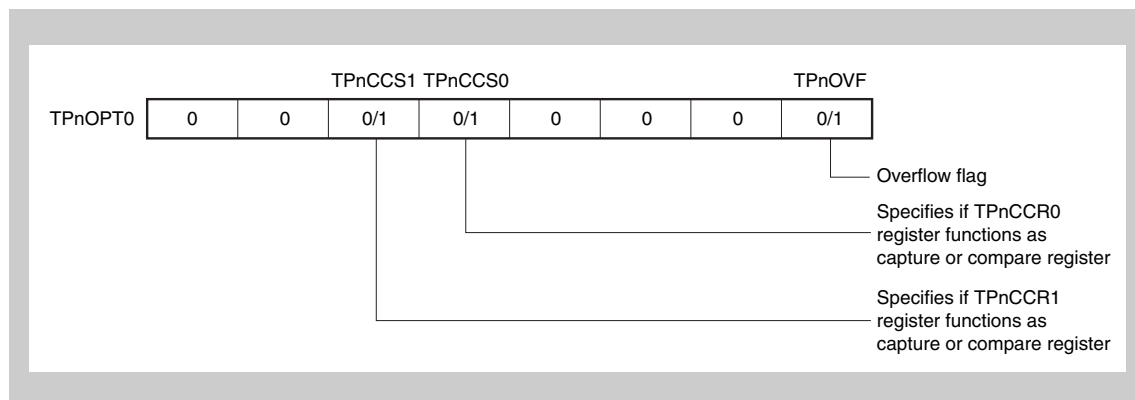 TPnCCS1 TPnCCS0 TPnOVF
TPnOPT0 0 0 0/1 0/1 0 0 0 0/1
Overflow flag
Specifies if TPnCCR0
register functions as
capture or compare register
Specifies if TPnCCR1
register functions as
capture or compare register